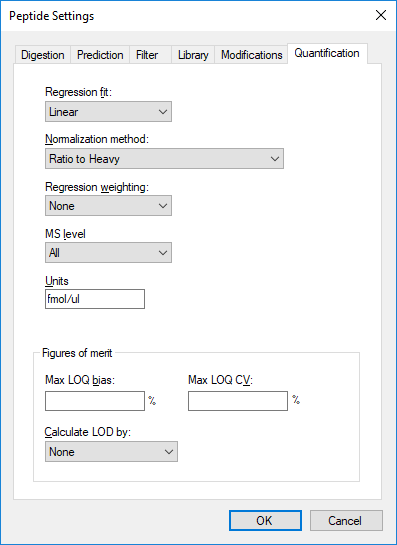 Peptide Settings
Digestion Prediction Filter Library Modifications Quantification
Regression fit:
Linear
Normalization method:
Ratio to Heavy
Regression weighting:
None
MS level
All
Units
fmol/ul
Figures of merit
Max LOQ bias: Max LOQ CV:
% %
Calculate LOD by:
None
OK Cancel